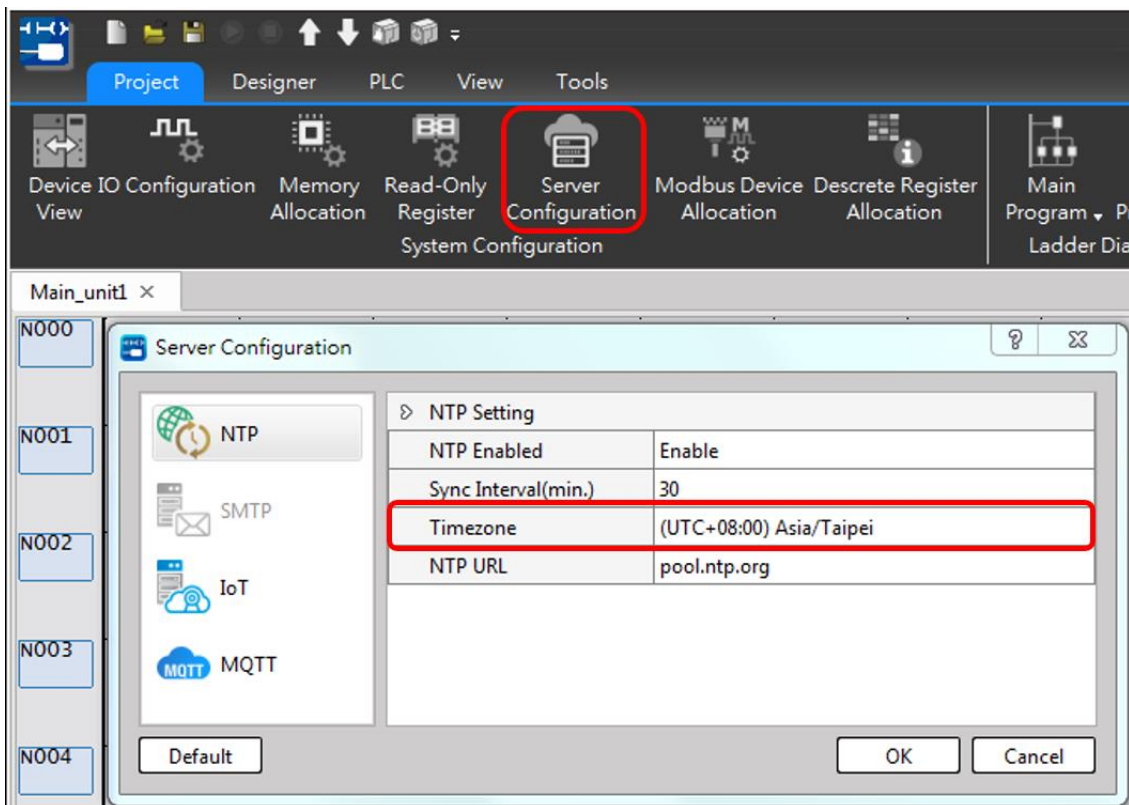 Project Designer PLC View Tools
Device View
IO Configuration
Memory Allocation
Read-Only Register
Server Configuration
Modbus Device Allocation
Descrete Register Allocation
Main Program
System Configuration
Ladder Dia
Main_unit1 ×
N000
N001
N002
N003
N004
Server Configuration
NTP
SMTP
IoT
MQTT MQTT
NTP Setting
NTP Enabled Enable
Sync Interval(min.) 30
Timezone (UTC+08:00) Asia/Taipei
NTP URL pool.ntp.org
Default OK Cancel